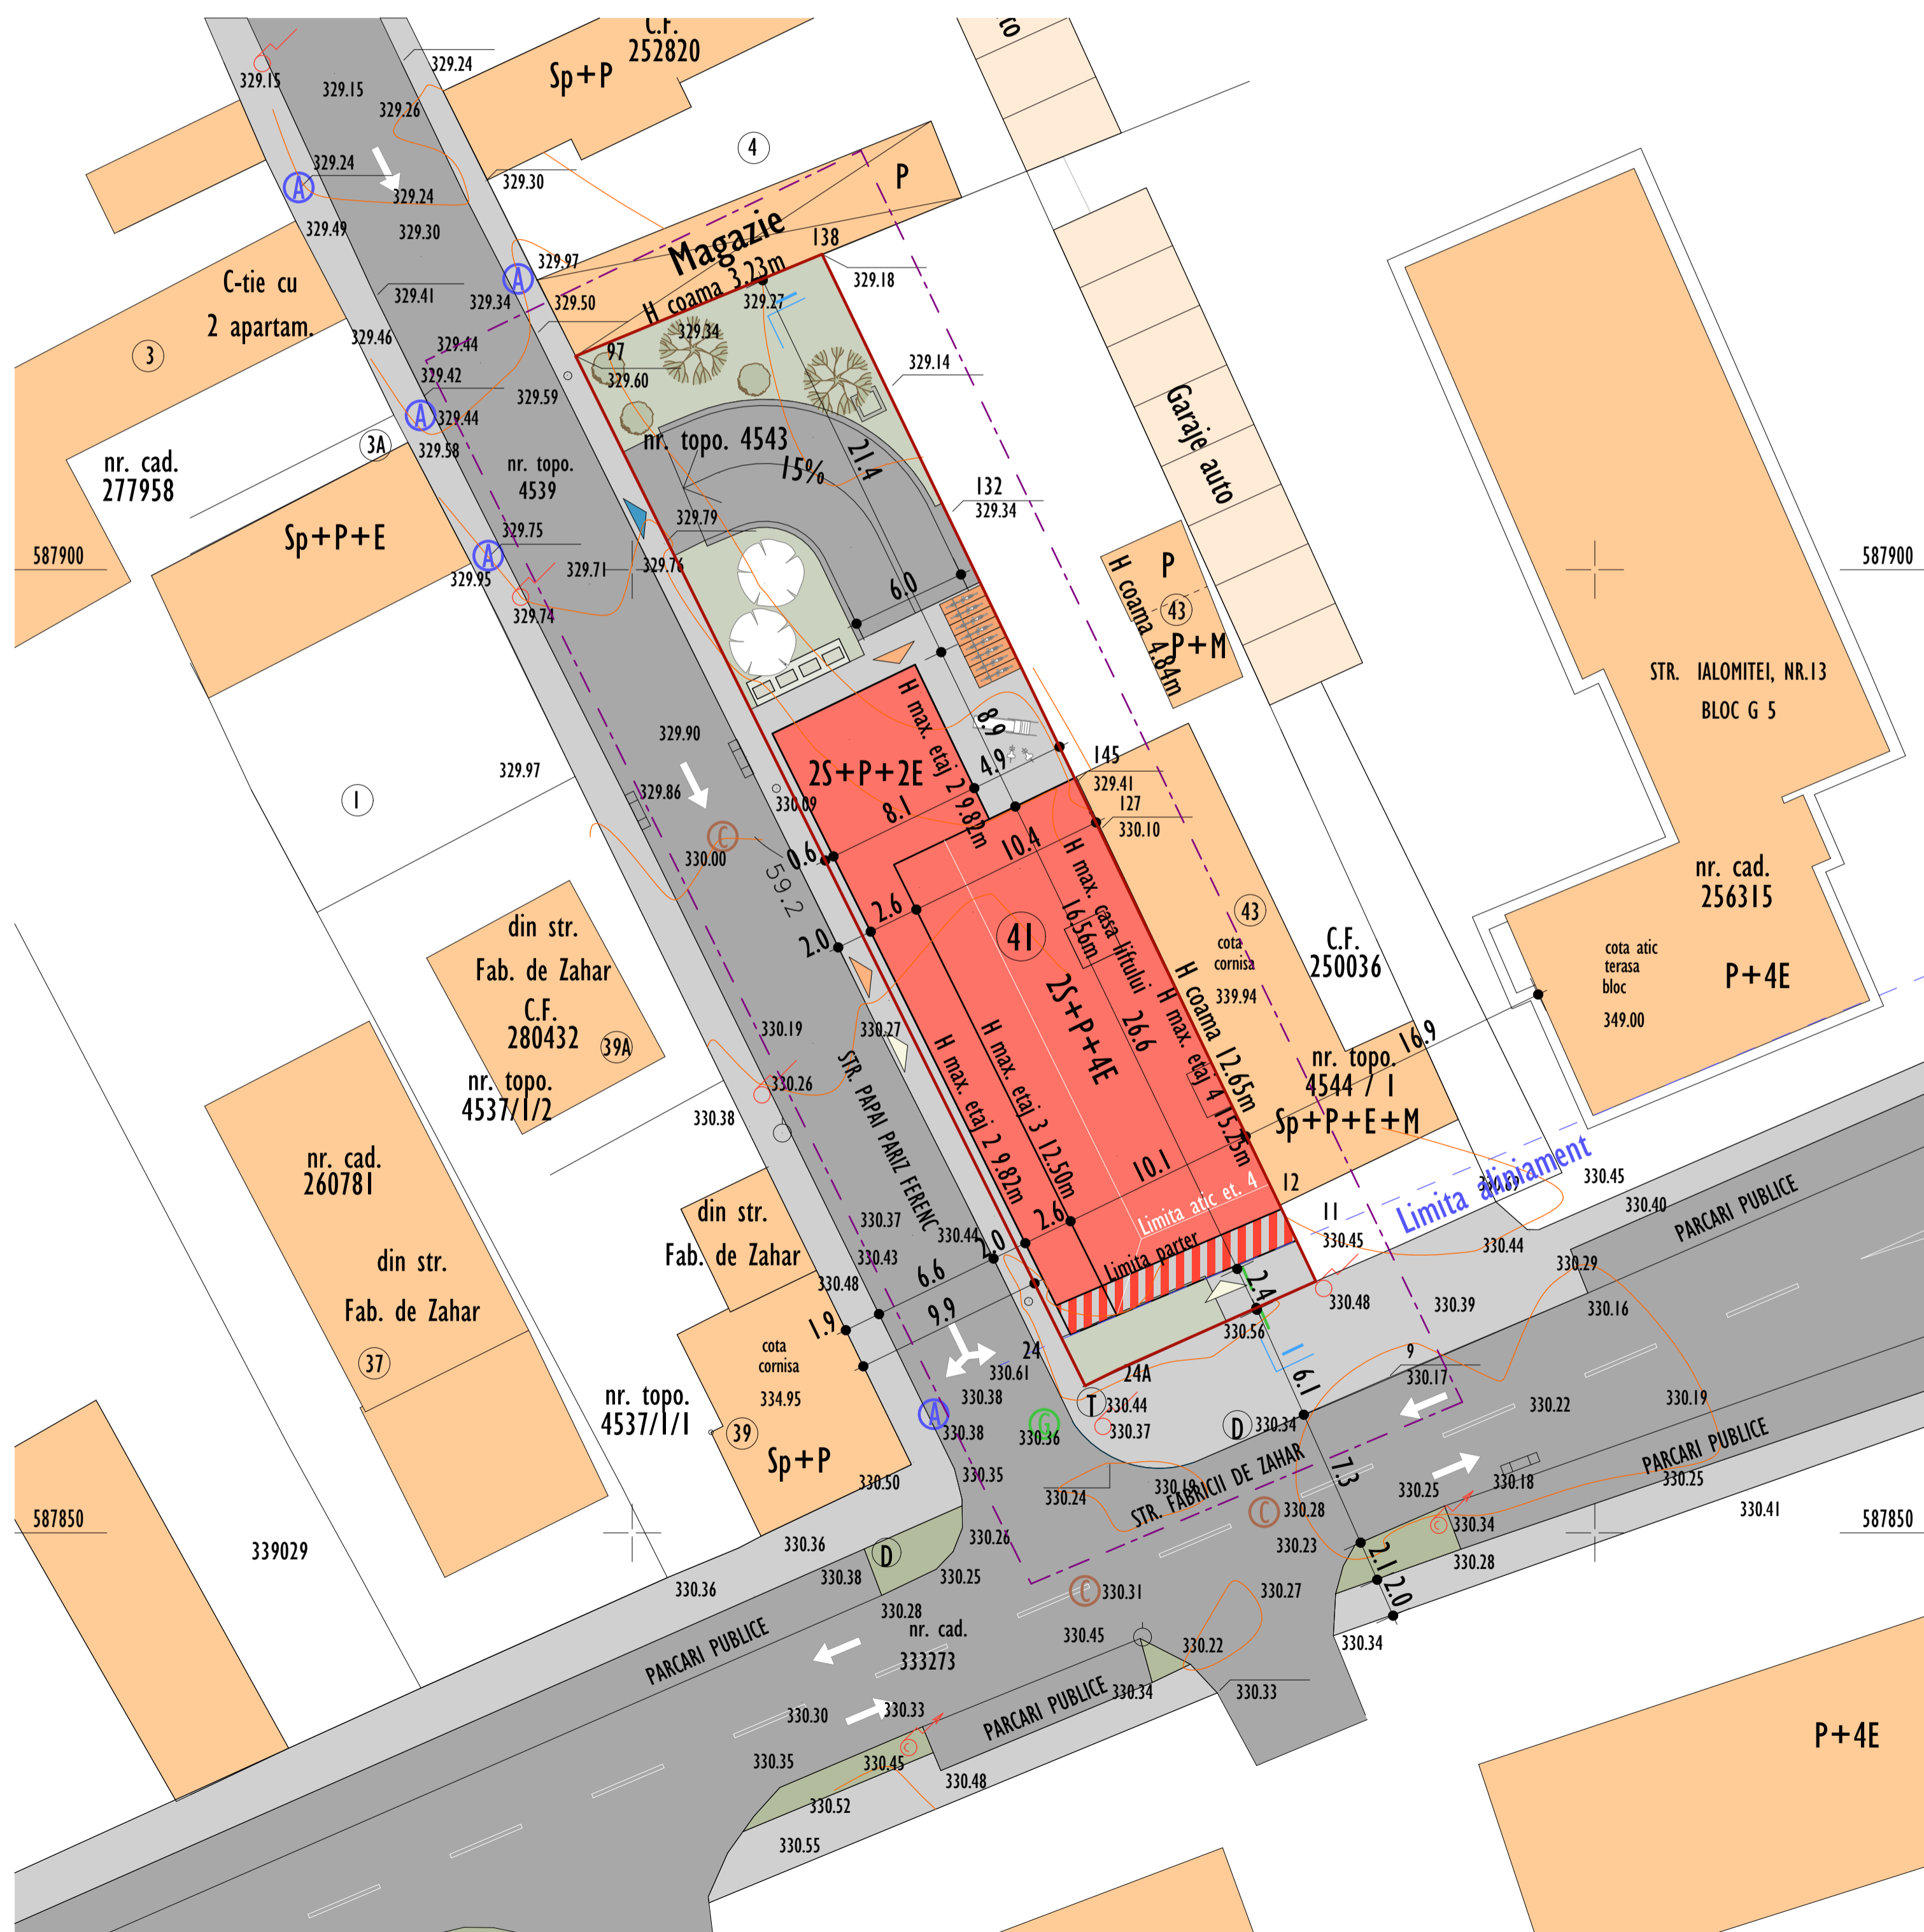 C.F.
252820
Sp+P
329.15
329.15
329.24
329.26
329.24
329.24
329.30
329.49
329.30
4
P
Magazie
H coama 3.23m
138
329.18
329.27
329.34
329.97
329.50
329.34
329.41
329.46
329.44
329.42
329.44
329.58
329.59
97
329.60
329.14
C-tie cu
2 apartam.
3
3A
nr. cad.
277958
Sp+P+E
587900
587900
nr. topo.
4539
nr. topo. 4543
15%
21.4
132
329.34
329.79
329.76
329.71
329.75
329.95
329.74
6.0
Garaje auto
P
43
P+M
H coama 4.84m
STR. IALOMITEI, NR.13
BLOC G 5
nr. cad.
256315
cota atic
terasa
bloc
349.00
P+4E
1
329.97
329.90
329.86
330.00
330.09
59.2
2S+P+2E
H max. etaj 2 9.82m
8.9
4.9
8.1
0.6
10.4
145
329.41
127
330.10
2.6
2.0
41
2S+P+4E
H max. casa liftului
16.56m
26.6
H max. etaj 4 15.25m
H max. etaj 3 12.50m
H max. etaj 2 9.82m
H coama 12.65m
43
cota
cornisa
339.94
C.F.
250036
nr. topo.
4544 / 1
Sp+P+E+M
16.9
10.1
2.6
2.0
Limita atic et. 4
Limita parter
12
11
330.45
330.69
330.45
330.40
330.44
Limita aliniament
PARCARI PUBLICE
330.29
330.16
330.39
330.48
2.4
330.56
din str.
Fab. de Zahar
C.F.
280432
39A
nr. topo.
4537/1/2
330.38
330.19
330.27
330.26
STR. PAPAI PARIZ FERENC
nr. cad.
260781
din str.
Fab. de Zahar
37
din str.
Fab. de Zahar
330.37
330.43
330.44
330.48
6.6
9.9
1.9
cota
cornisa
334.95
39
Sp+P
nr. topo.
4537/1/1
24
330.61
24A
330.38
330.38
A
A
A
A
A
C
C
C
G
T
D
D
330.44
330.37
330.36
330.34
6.1
9
330.17
330.22
330.19
PARCARI PUBLICE
330.25
330.18
330.25
330.41
7.3
STR. FABRICII DE ZAHAR
330.35
330.24
330.19
330.28
330.23
330.34
330.28
330.50
330.36
330.38
330.26
330.25
330.36
330.28
330.31
330.27
2.1
2.0
330.34
587850
587850
339029
PARCARI PUBLICE
nr. cad.
333273
330.45
330.22
330.33
330.34
PARCARI PUBLICE
330.33
330.30
330.35
330.45
330.48
330.52
330.55
P+4E